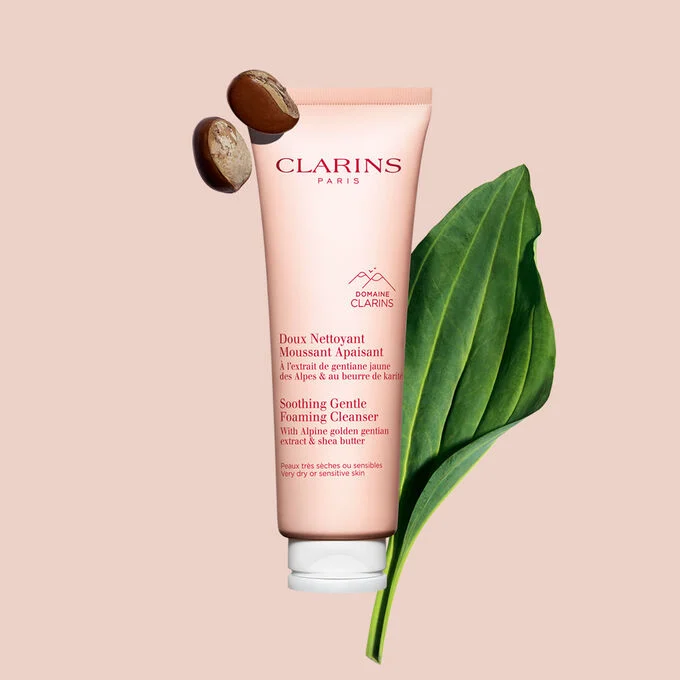 CLARINS
PARIS
DOMAINE
CLARINS
Doux Nettoyant
Moussant Apaisant
À l'extrait de gentiane jaune
des Alpes & au beurre de karité
Soothing Gentle
Foaming Cleanser
With Alpine golden gentian
extract & shea butter
Peaux très sèches ou sensibles
Very dry or sensitive skin